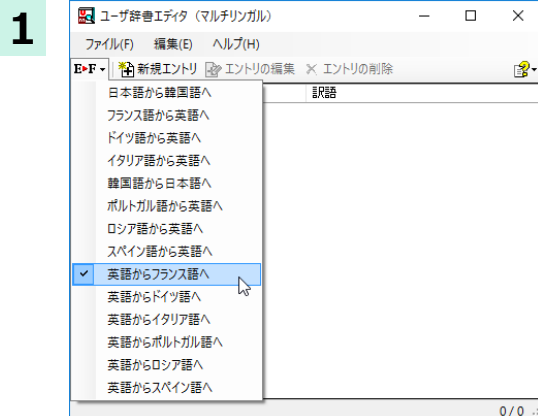 1
ユーザ辞書エディタ（マルチリンガル）
ファイル(F) 編集(E) ヘルプ(H)
E▸F 新規エントリ エントリの編集 エントリの削除
訳語
日本語から韓国語へ
フランス語から英語へ
ドイツ語から英語へ
イタリア語から英語へ
韓国語から日本語へ
ポルトガル語から英語へ
ロシア語から英語へ
スペイン語から英語へ
英語からフランス語へ
英語からドイツ語へ
英語からイタリア語へ
英語からポルトガル語へ
英語からロシア語へ
英語からスペイン語へ
0/0